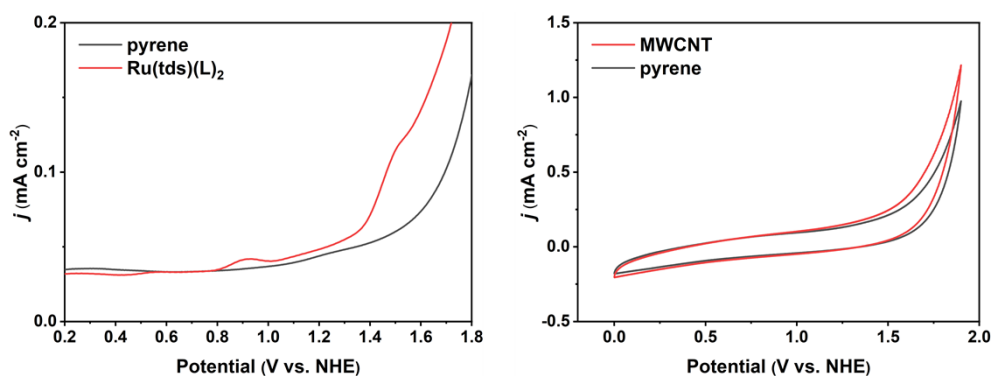 0.2
0.1
0.0
j (mA cm-2)
pyrene
Ru(tds)(L)2
0.2 0.4 0.6 0.8 1.0 1.2 1.4 1.6 1.8
Potential (V vs. NHE)
1.5
1.0
0.5
0.0
-0.5
j (mA cm-2)
MWCNT
pyrene
0.0 0.5 1.0 1.5 2.0
Potential (V vs. NHE)